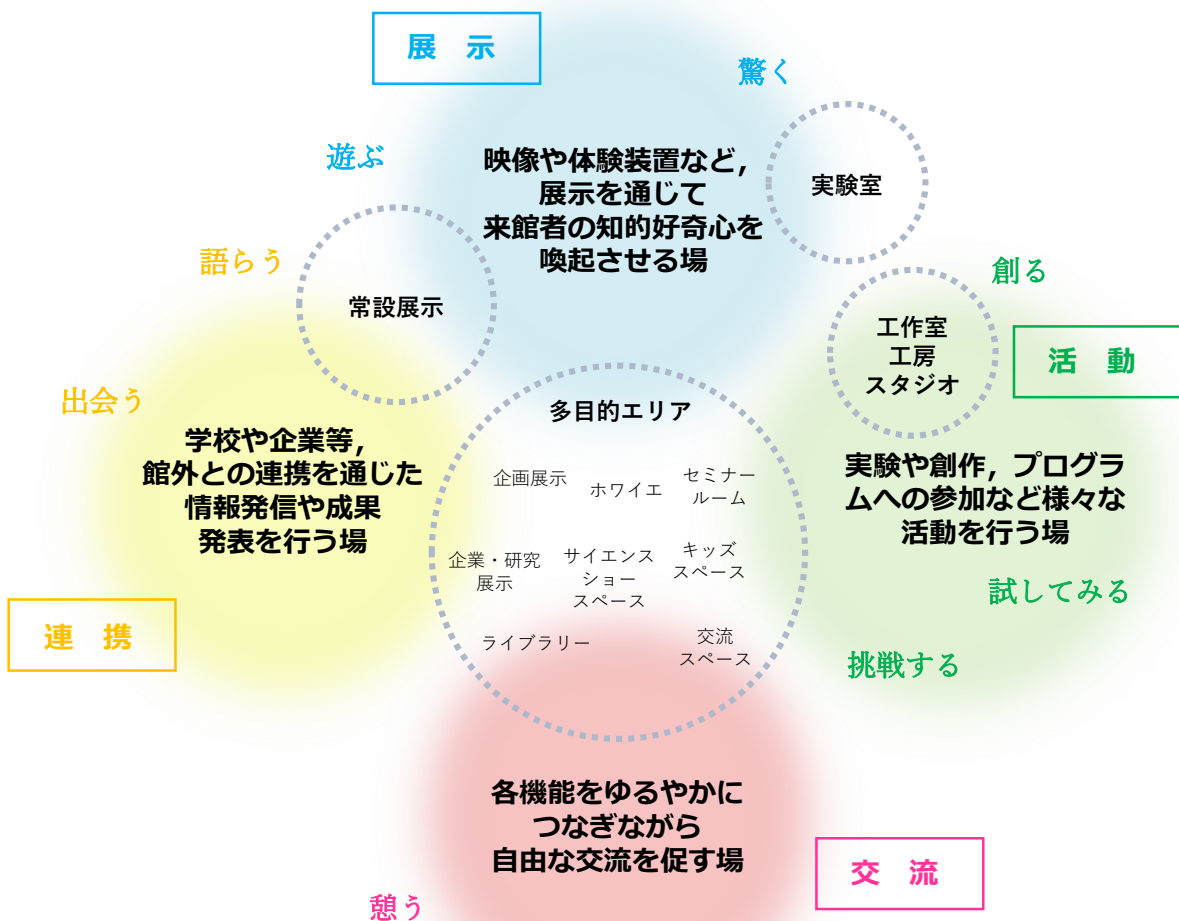 展 示
驚く
遊ぶ
映像や体験装置など，
展示を通じて
来館者の知的好奇心を
喚起させる場
実験室
語らう
常設展示
創る
工作室
工房
スタジオ
活 動
出会う
多目的エリア
学校や企業等，
館外との連携を通じた
情報発信や成果
発表を行う場
企画展示
ホワイエ
セミナー
ルーム
実験や創作，プログラ
ムへの参加など様々な
活動を行う場
企業・研究
展示
サイエンス
ショー
スペース
キッズ
スペース
試してみる
連 携
ライブラリー
交流
スペース
挑戦する
各機能をゆるやかに
つなぎながら
自由な交流を促す場
交 流
憩う